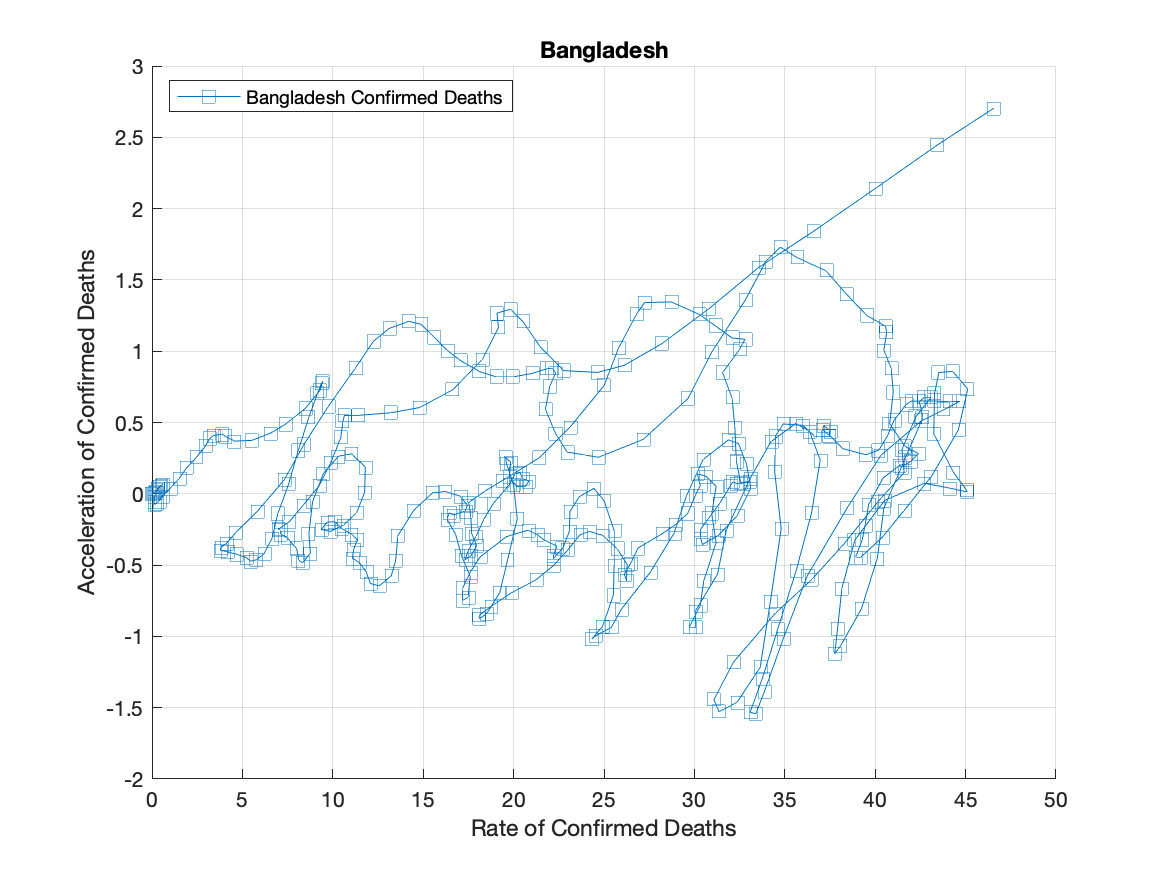 Bangladesh
Bangladesh Confirmed Deaths
3
2.5
2
1.5
1
0.5
0
-0.5
-1
-1.5
-2
Acceleration of Confirmed Deaths
0 5 10 15 20 25 30 35 40 45 50
Rate of Confirmed Deaths